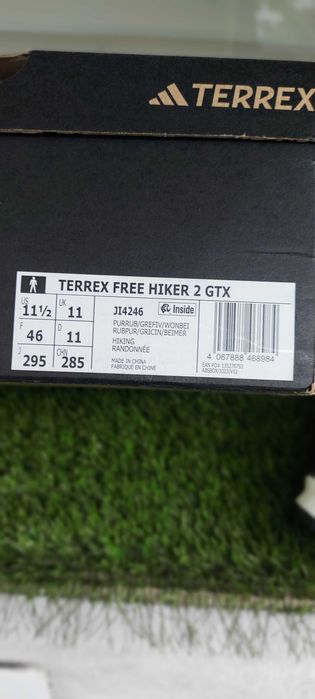 TERREX
TERREX FREE HIKER 2 GTX
US 11½ UK 11
F 46 D 11
J 295 CHN 285
JI4246 Inside
PURRUB/GREFIV/WONBEI
RUBPUR/GRICIN/BEIMER
HIKING
RANDONNÉE
MADE IN CHINA
FABRIQUÉ EN CHINE
4 067888 468984